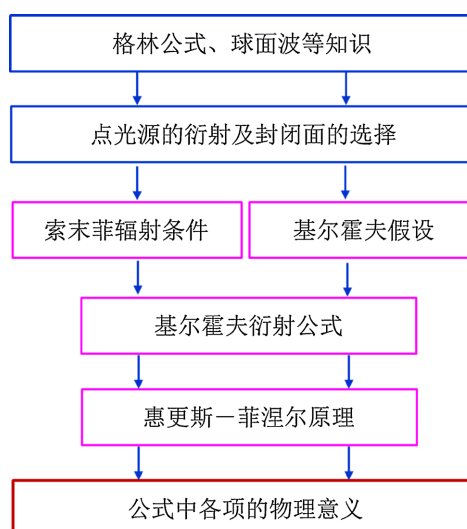 格林公式、球面波等知识
点光源的衍射及封闭面的选择
索末菲辐射条件
基尔霍夫假设
基尔霍夫衍射公式
惠更斯－菲涅尔原理
公式中各项的物理意义